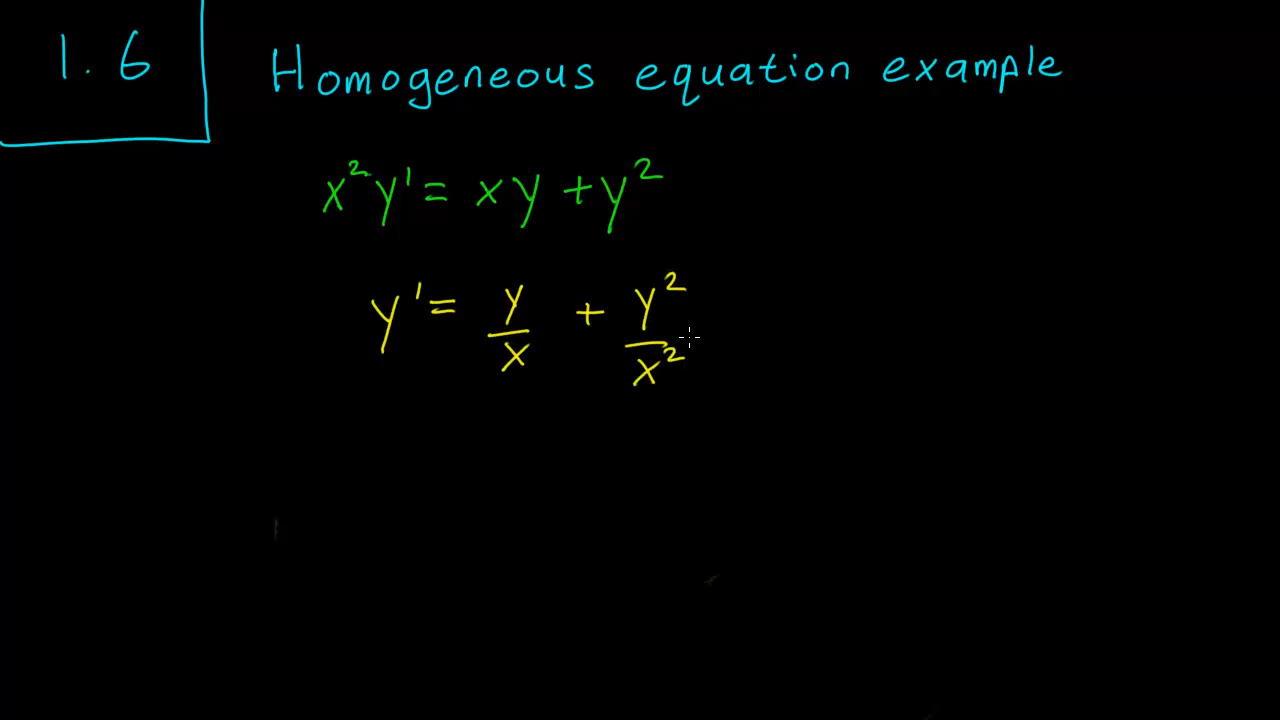 1.6 Homogeneous equation example
x²y' = xy + y²
y' = y/x + y²/x²